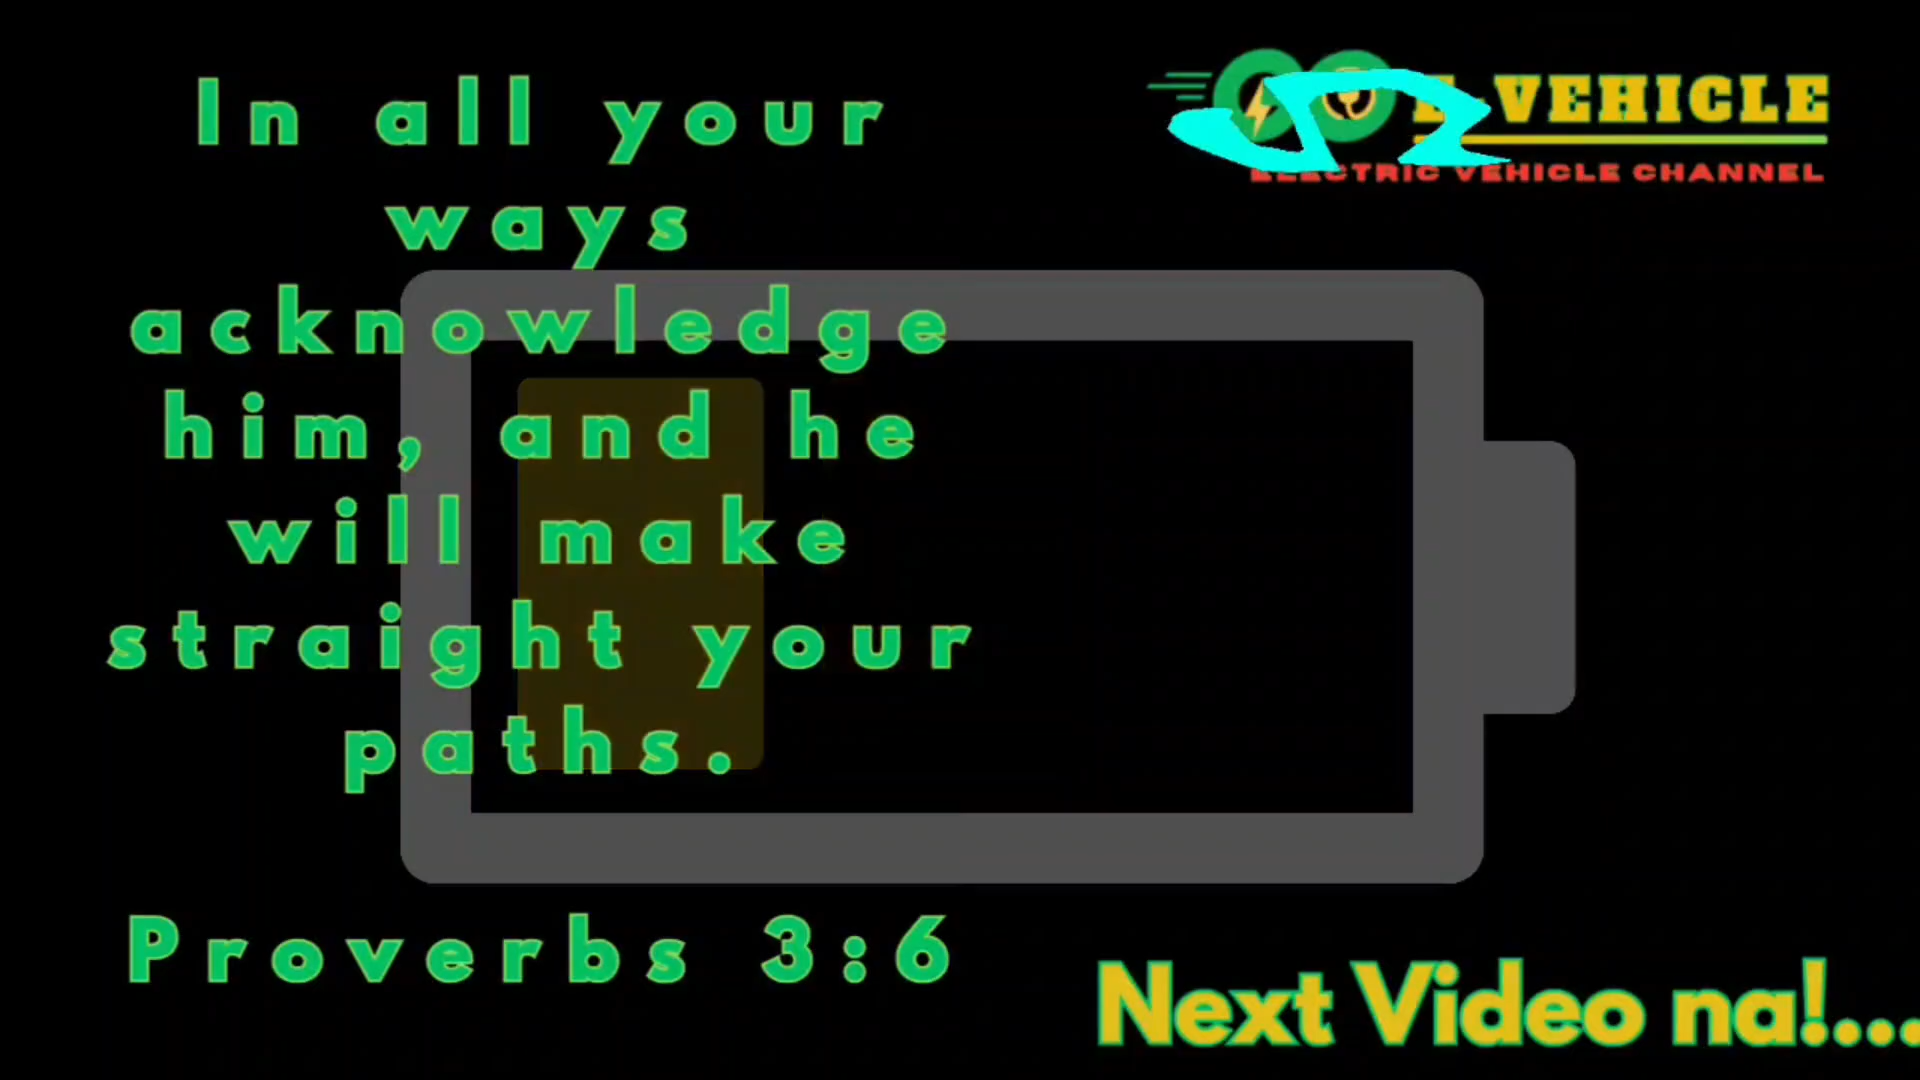 In all your
ways
acknowledge
him, and he
will make
straight your
paths.
Proverbs 3:6
VEHICLE
ELECTRIC VEHICLE CHANNEL
Next Video na!...